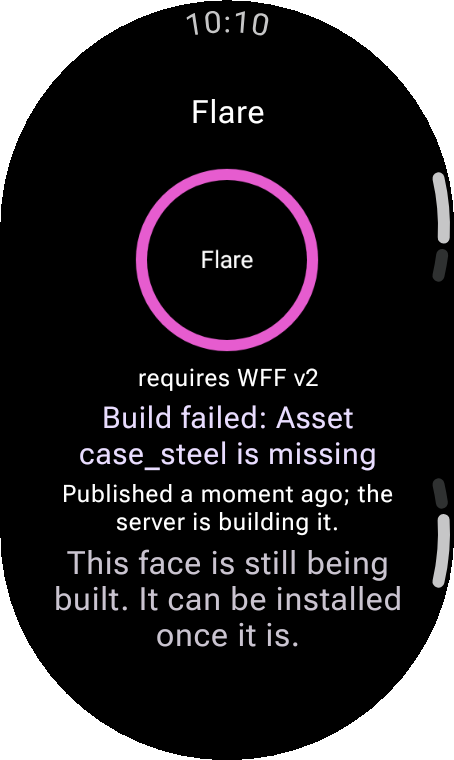 10:10
Flare
Flare
requires WFF v2
Build failed: Asset
case_steel is missing
Published a moment ago; the
server is building it.
This face is still being
built. It can be installed
once it is.